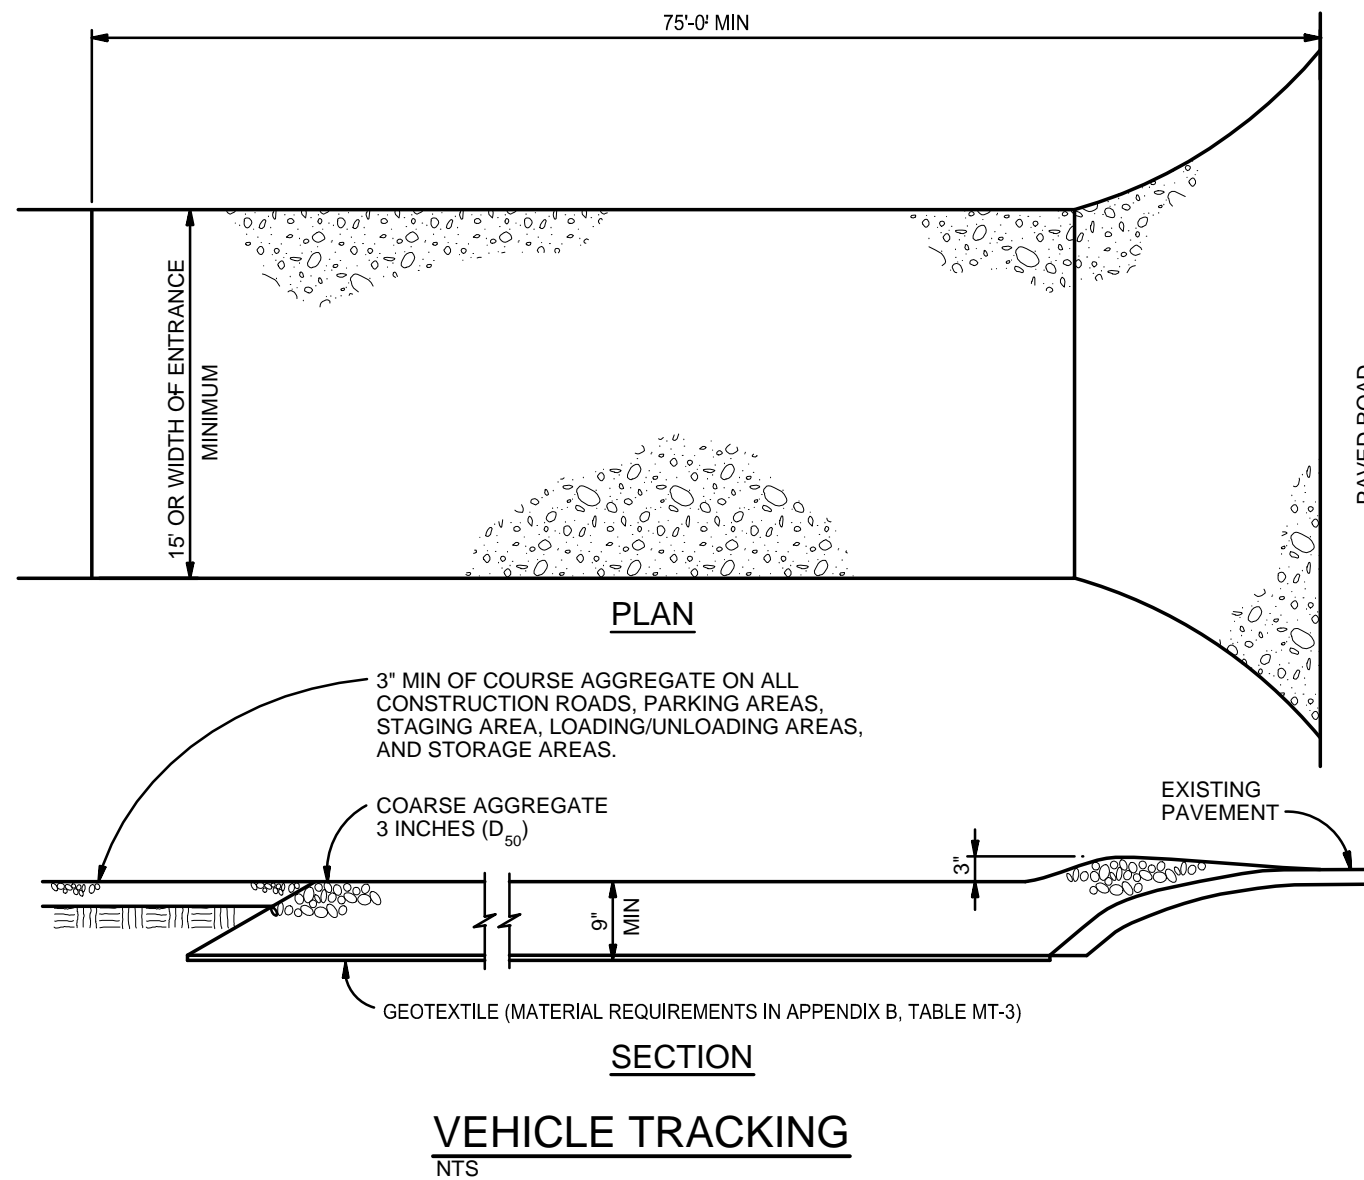 75'-0" MIN
15' OR WIDTH OF ENTRANCE
MINIMUM
PAVED ROAD
PLAN
3" MIN OF COURSE AGGREGATE ON ALL
CONSTRUCTION ROADS, PARKING AREAS,
STAGING AREA, LOADING/UNLOADING AREAS,
AND STORAGE AREAS.
COARSE AGGREGATE
3 INCHES (D50)
EXISTING
PAVEMENT
3"
9"
MIN
GEOTEXTILE (MATERIAL REQUIREMENTS IN APPENDIX B, TABLE MT-3)
SECTION
VEHICLE TRACKING
NTS